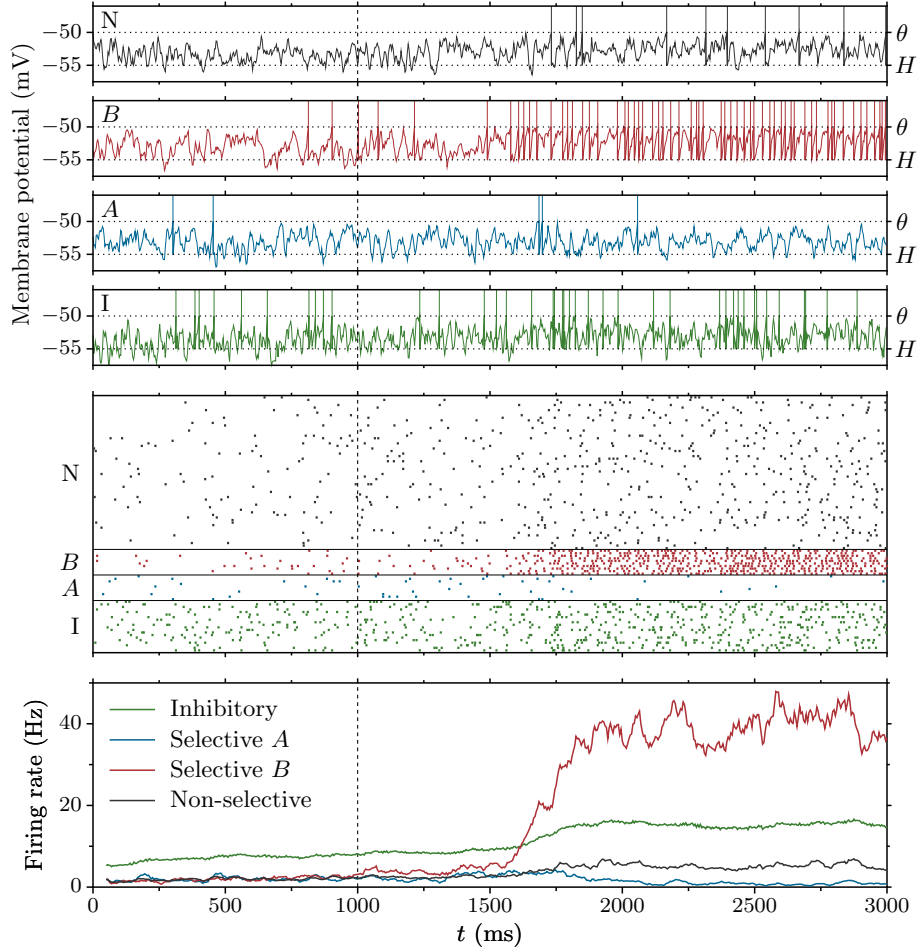 Membrane potential (mV)
N
−50
−55
θ
H
B
−50
−55
θ
H
A
−50
−55
θ
H
I
−50
−55
θ
H
N
B
A
I
Firing rate (Hz)
40
20
0
Inhibitory
Selective A
Selective B
Non-selective
0 500 1000 1500 2000 2500 3000
t (ms)